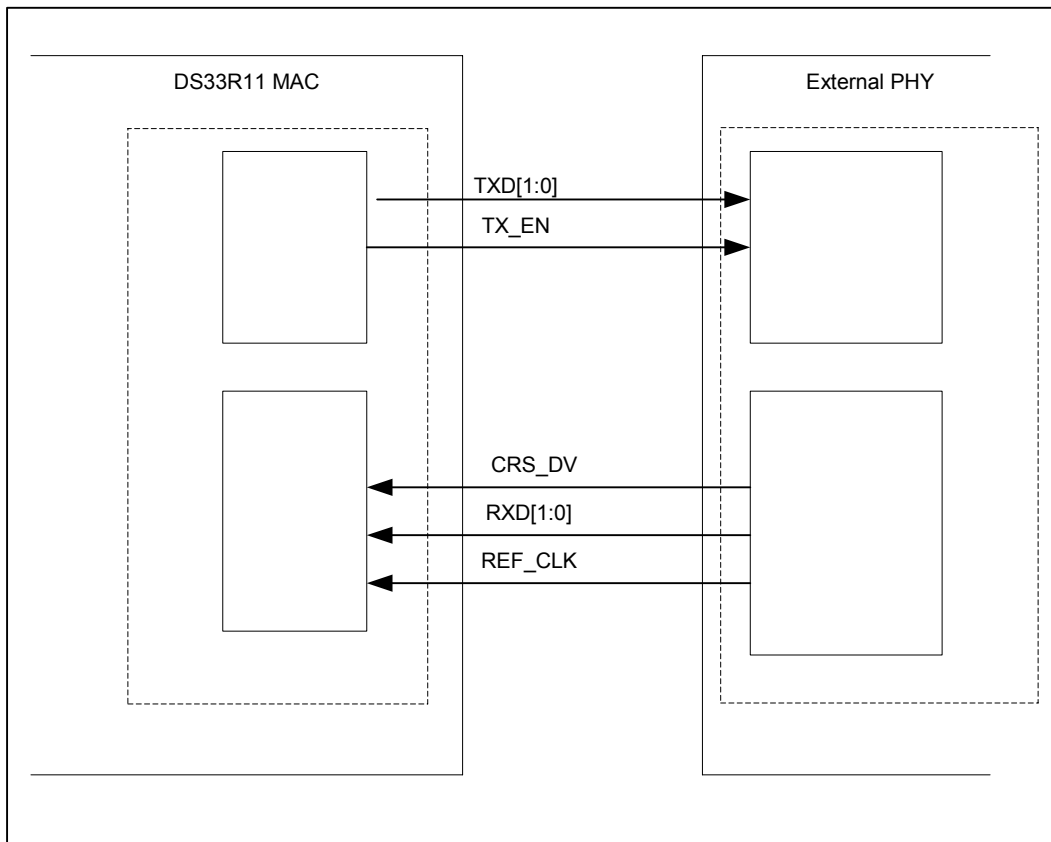 DS33R11 MAC
External PHY
TXD[1:0]
TX_EN
CRS_DV
RXD[1:0]
REF_CLK